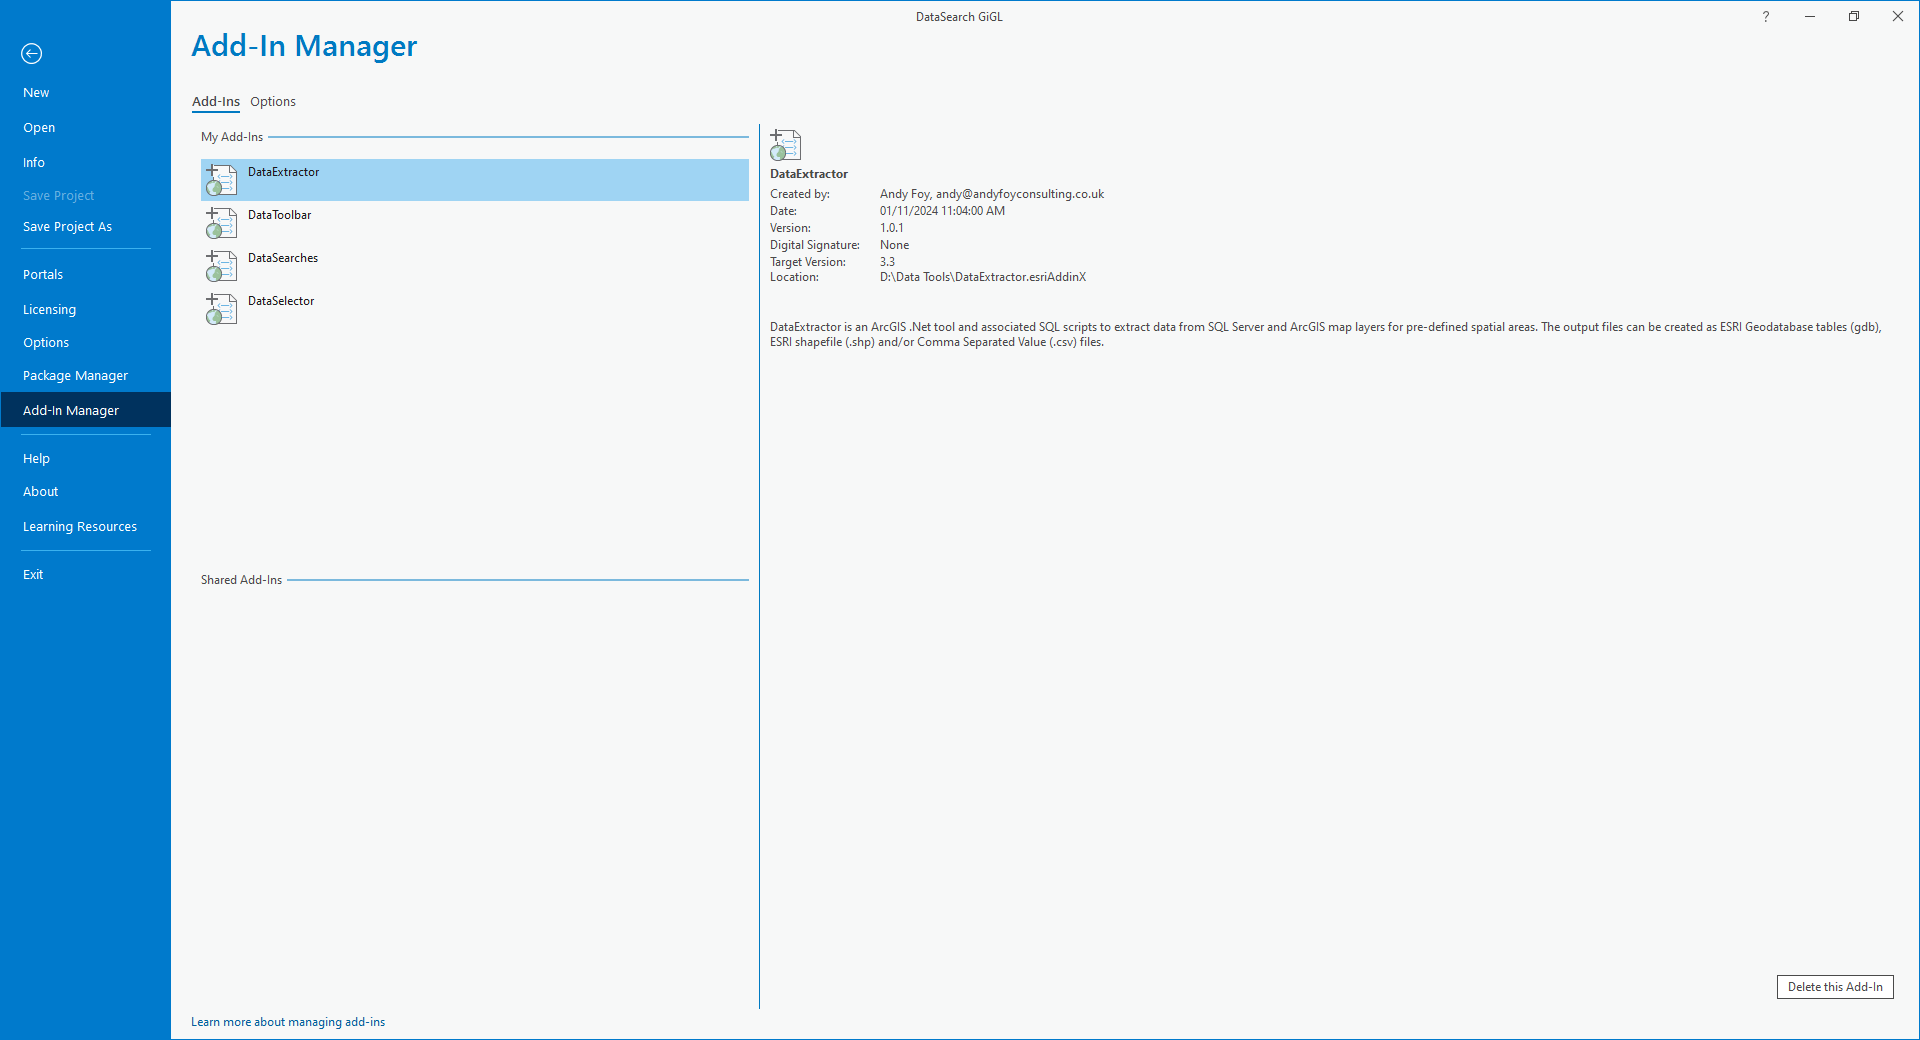 DataSearch GiGL
?
Add-In Manager
New
Open
Info
Save Project
Save Project As
Portals
Licensing
Options
Package Manager
Add-In Manager
Help
About
Learning Resources
Exit
Add-Ins Options
My Add-Ins
DataExtractor
DataToolbar
DataSearches
DataSelector
Shared Add-Ins
Learn more about managing add-ins
DataExtractor
Created by: Andy Foy, andy@andyfoyconsulting.co.uk
Date: 01/11/2024 11:04:00 AM
Version: 1.0.1
Digital Signature: None
Target Version: 3.3
Location: D:\Data Tools\DataExtractor.esriAddinX
DataExtractor is an ArcGIS .Net tool and associated SQL scripts to extract data from SQL Server and ArcGIS map layers for pre-defined spatial areas. The output files can be created as ESRI Geodatabase tables (gdb),
ESRI shapefile (.shp) and/or Comma Separated Value (.csv) files.
Delete this Add-In